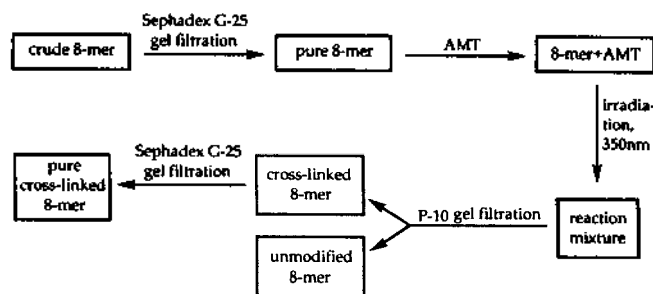 Sephadex G-25
gel filtration
crude 8-mer
pure 8-mer
AMT
8-mer+AMT
irradia-
tion,
350nm
reaction
mixture
P-10 gel filtration
cross-linked
8-mer
unmodified
8-mer
Sephadex G-25
gel filtration
pure
cross-linked
8-mer